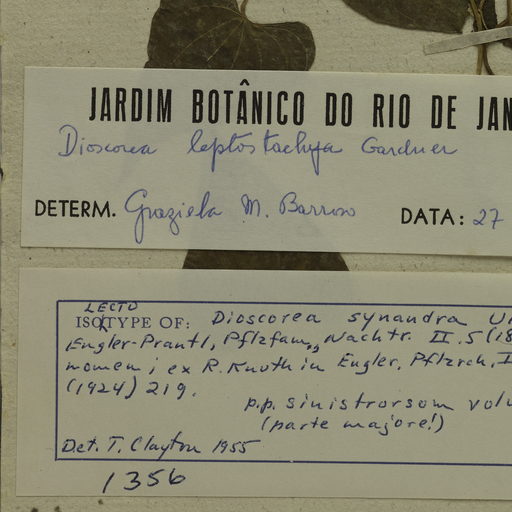 JARDIM BOTÂNICO DO RIO DE JAN
Dioscorea leptostachya Gardner
DETERM. Graziela M. Barroso DATA: 27
LECTO
ISOTYPE OF: Dioscorea synandra U
Engler-Prantl, Pflzfam., Nachtr. II. 5 (18
nomen; ex R. Knuth in Engler, Pflzrch, I
(1924) 219.
p.p. sinistrorsom volu
(parte majore!)
Det. T. Clayton 1955
1356